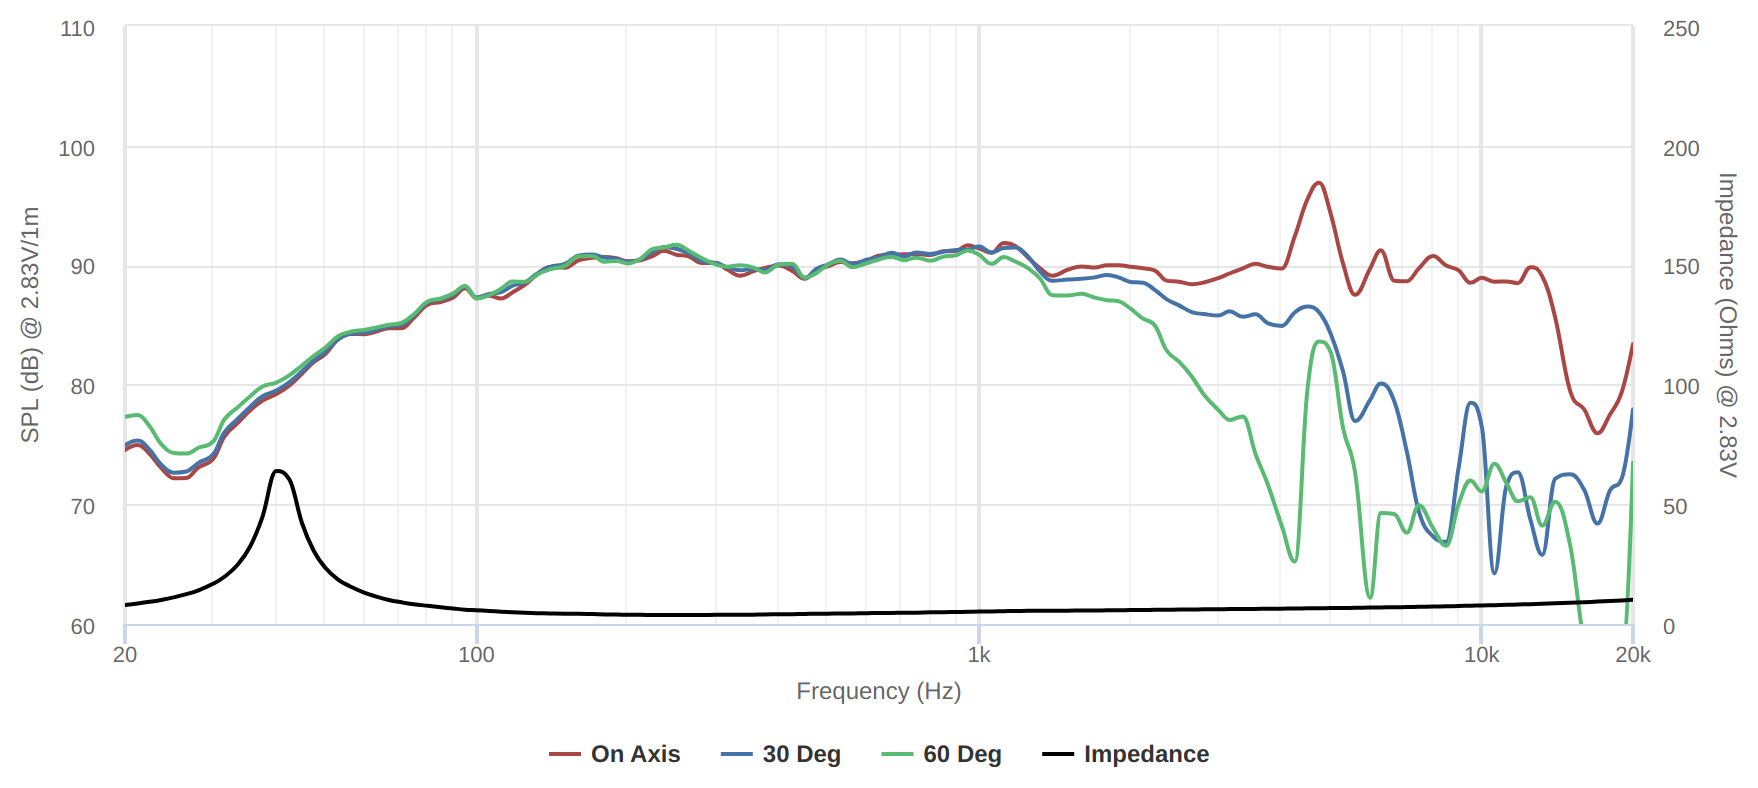 110
100
90
80
70
60
SPL (dB) @ 2.83V/1m
250
200
150
100
50
0
Impedance (Ohms) @ 2.83V
20
100
1k
10k
20k
Frequency (Hz)
On Axis
30 Deg
60 Deg
Impedance